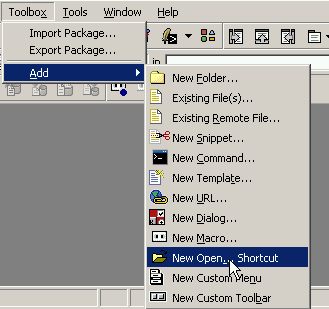 Toolbox Tools Window Help
Import Package...
Export Package...
Add
New Folder...
Existing File(s)...
Existing Remote File...
New Snippet...
New Command...
New Template...
New URL...
New Dialog...
New Macro...
New Open... Shortcut
New Custom Menu
New Custom Toolbar